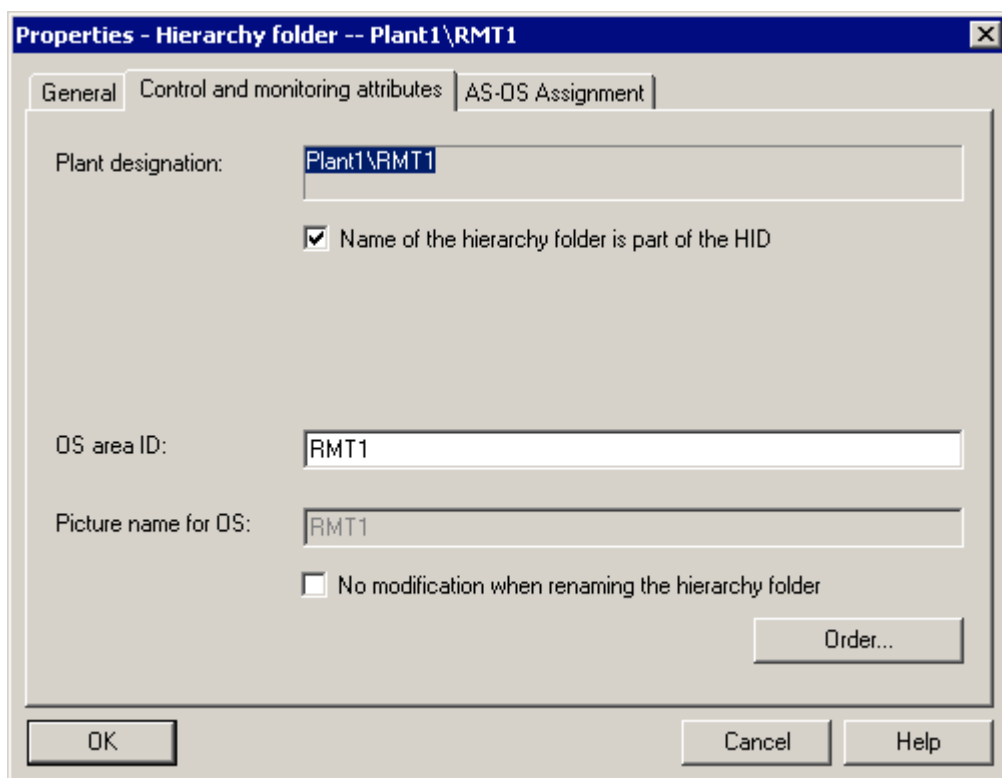 Properties - Hierarchy folder -- Plant1\RMT1
General Control and monitoring attributes AS-OS Assignment
Plant designation: Plant1\RMT1
Name of the hierarchy folder is part of the HID
OS area ID: RMT1
Picture name for OS: RMT1
No modification when renaming the hierarchy folder
Order...
OK Cancel Help